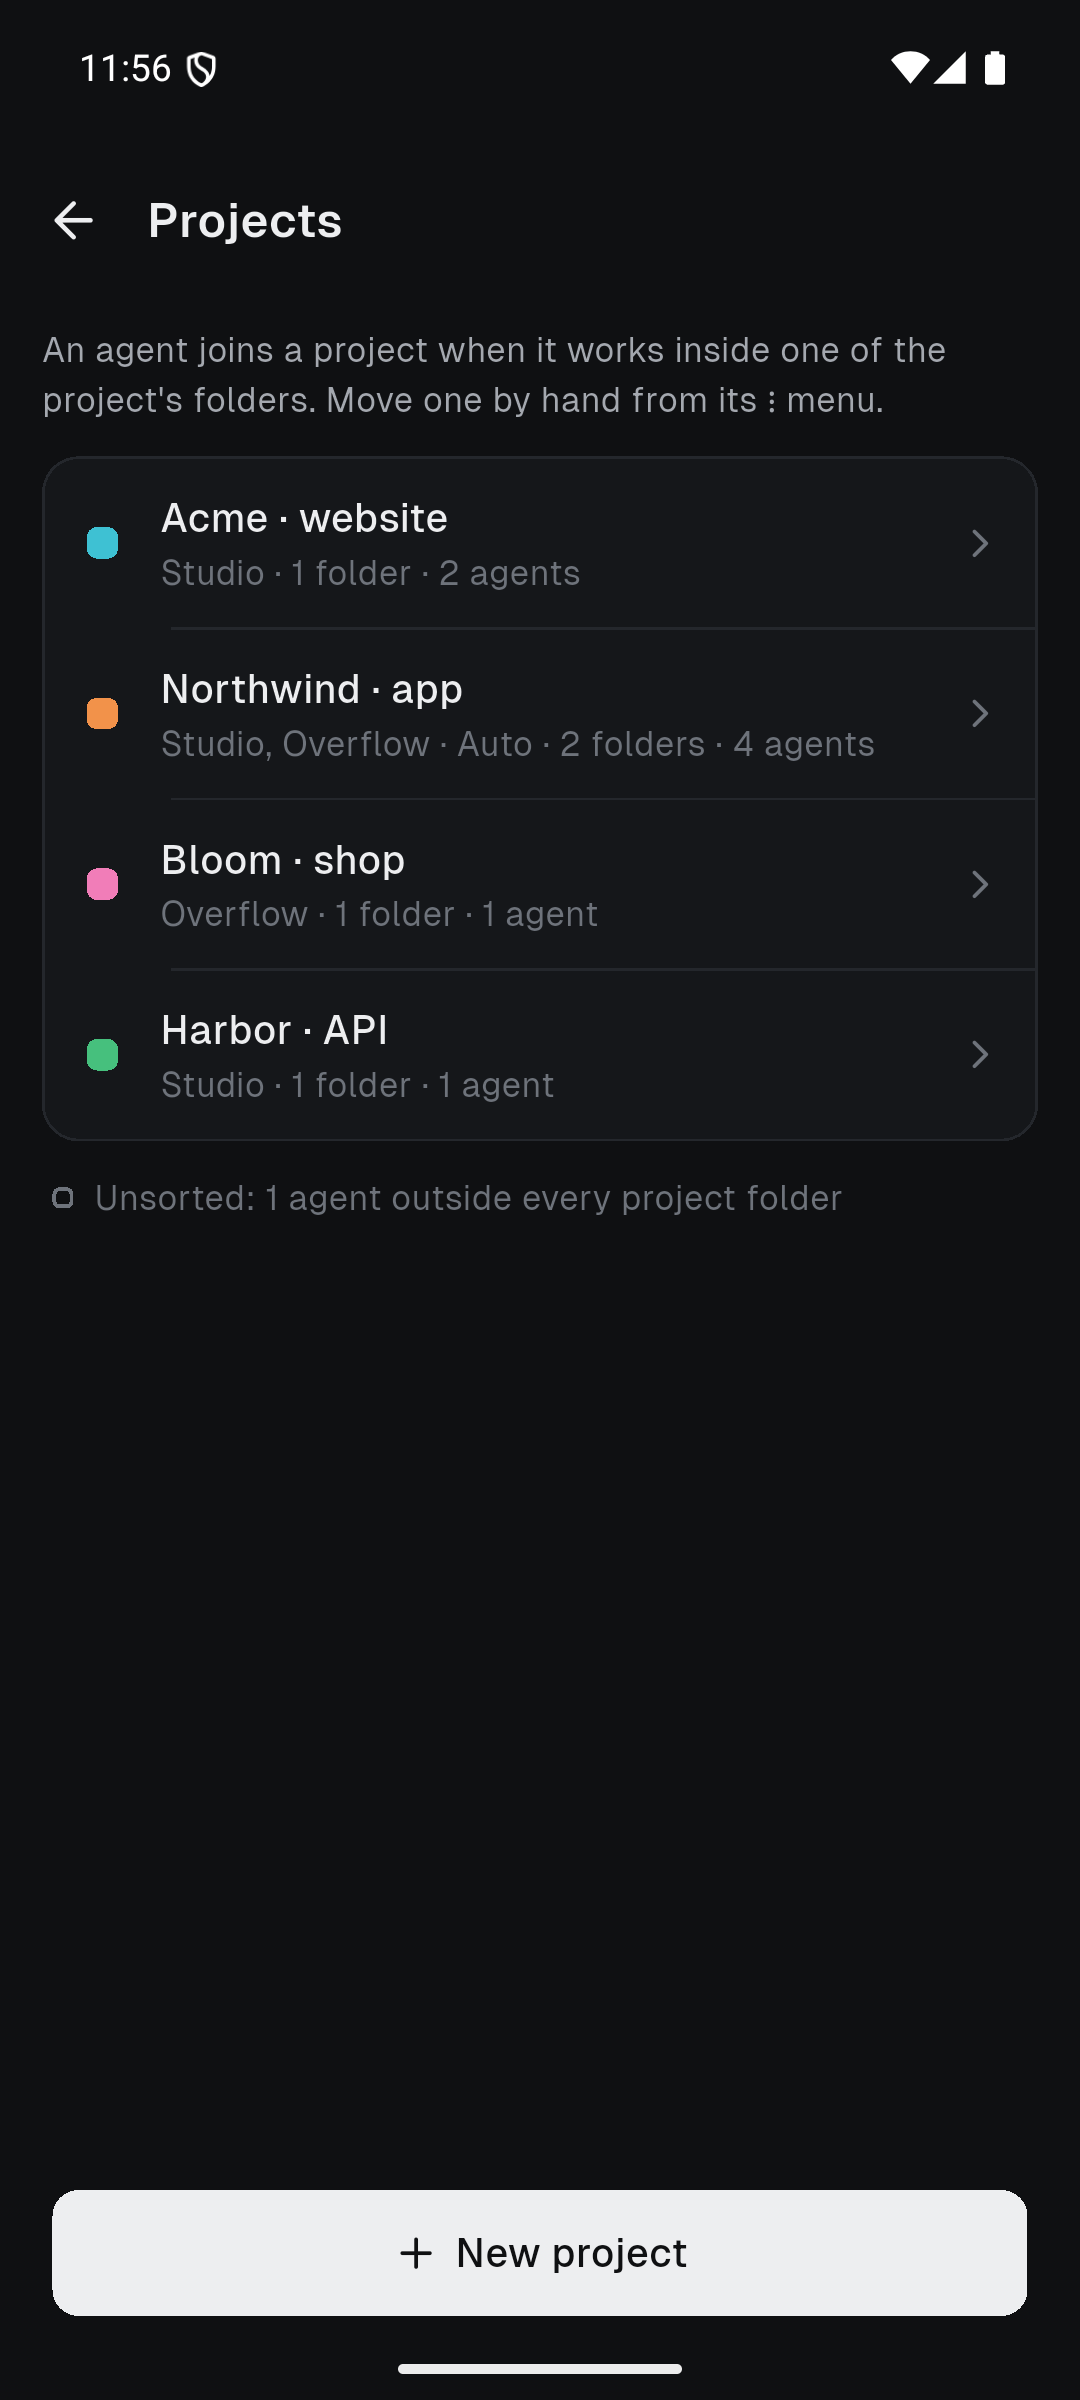 11:56
Projects
An agent joins a project when it works inside one of the
project's folders. Move one by hand from its ⋮ menu.
Acme · website
Studio · 1 folder · 2 agents
Northwind · app
Studio, Overflow · Auto · 2 folders · 4 agents
Bloom · shop
Overflow · 1 folder · 1 agent
Harbor · API
Studio · 1 folder · 1 agent
Unsorted: 1 agent outside every project folder
+ New project